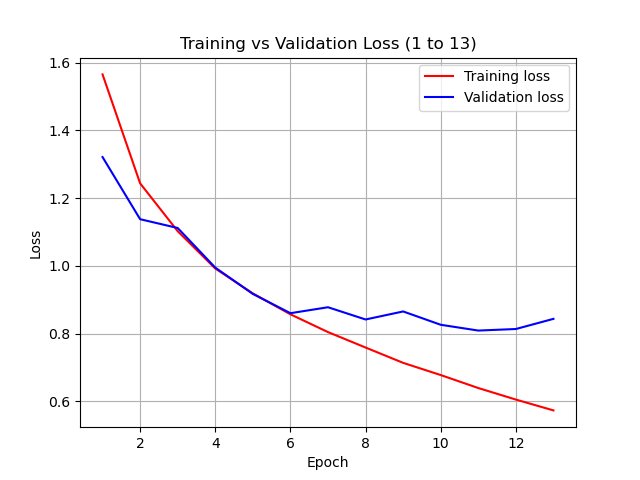 Training vs Validation Loss (1 to 13)
Training loss
Validation loss
1.6
1.4
1.2
1.0
0.8
0.6
Loss
2 4 6 8 10 12
Epoch